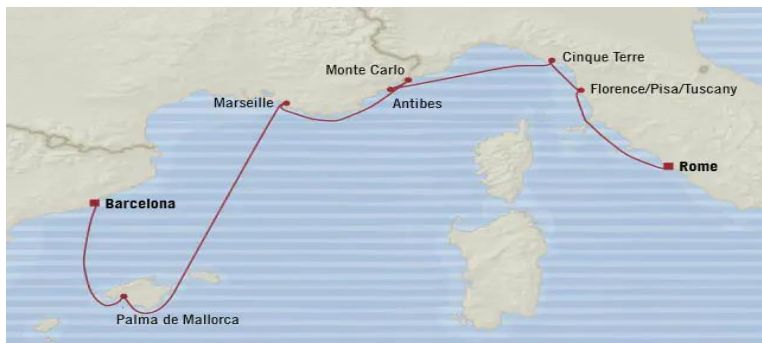 Cinque Terre
Monte Carlo
Florence/Pisa/Tuscany
Marseille
Antibes
Rome
Barcelona
Palma de Mallorca